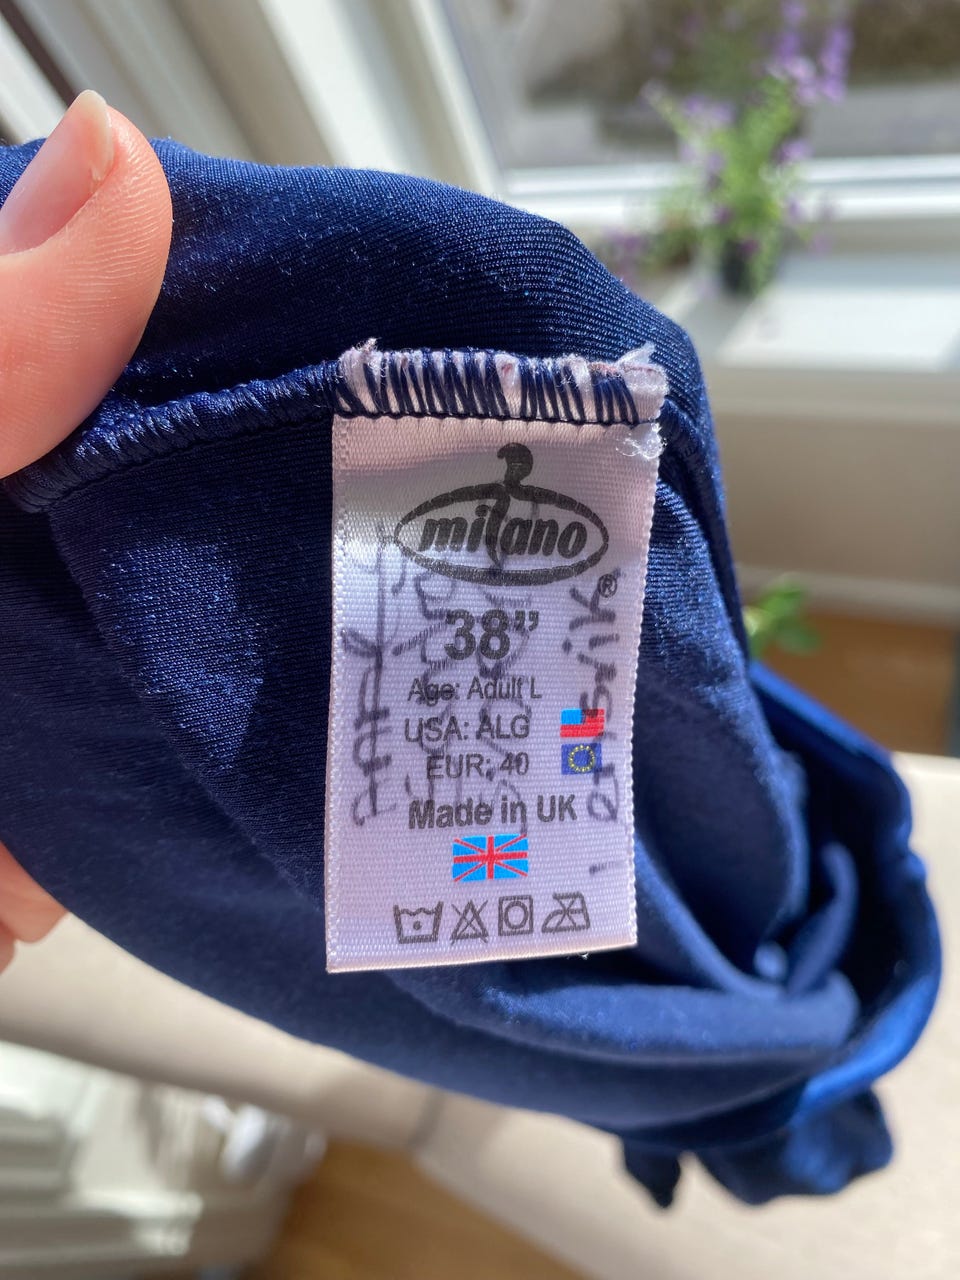 milano®
38”
Age: Adult L
USA: ALG
EUR: 40
Made in UK